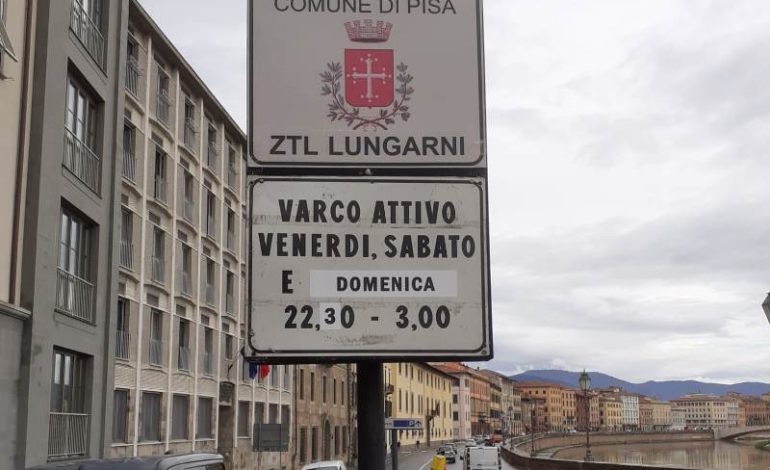 COMUNE DI PISA
ZTL LUNGARNI
VARCO ATTIVO
VENERDI, SABATO
E DOMENICA
22,30 - 3,00